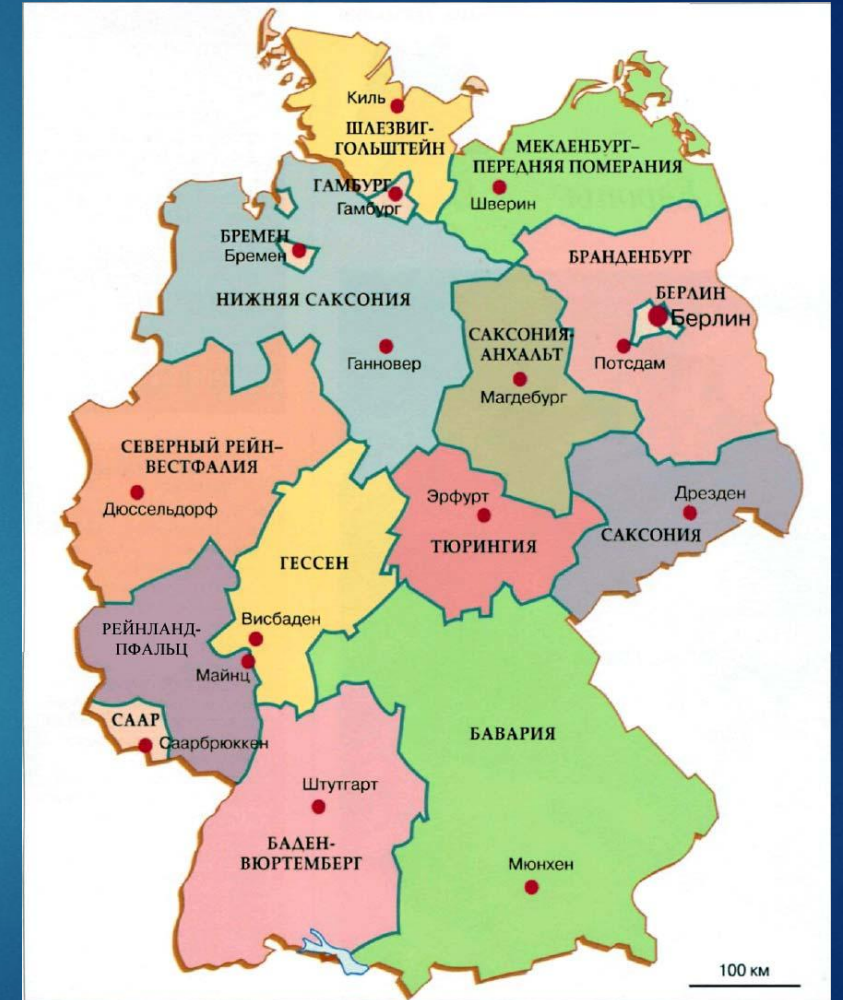 Киль
ШЛЕЗВИГ-
ГОЛЬШТЕЙН
МЕКЛЕНБУРГ–
ПЕРЕДНЯЯ ПОМЕРАНИЯ
Шверин
ГАМБУРГ
Гамбург
БРЕМЕН
Бремен
НИЖНЯЯ САКСОНИЯ
Ганновер
БРАНДЕНБУРГ
БЕРЛИН
Берлин
Потсдам
САКСОНИЯ-
АНХАЛЬТ
Магдебург
СЕВЕРНЫЙ РЕЙН–
ВЕСТФАЛИЯ
Дюссельдорф
Эрфурт
ТЮРИНГИЯ
Дрезден
САКСОНИЯ
ГЕССЕН
Висбаден
РЕЙНЛАНД-
ПФАЛЬЦ
Майнц
СААР
Саарбрюккен
БАВАРИЯ
Штутгарт
БАДЕН-
ВЮРТЕМБЕРГ
Мюнхен
100 км